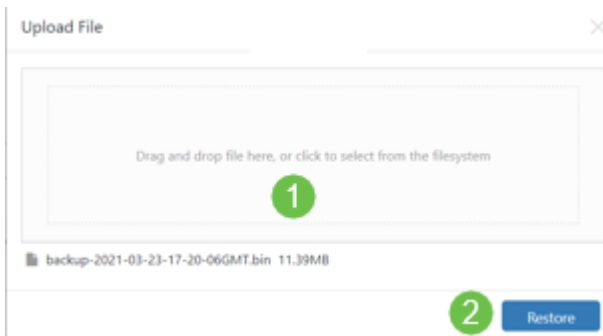 Upload File
Drag and drop file here, or click to select from the filesystem
1
backup-2021-03-23-17-20-06GMT.bin 11.39MB
2 Restore